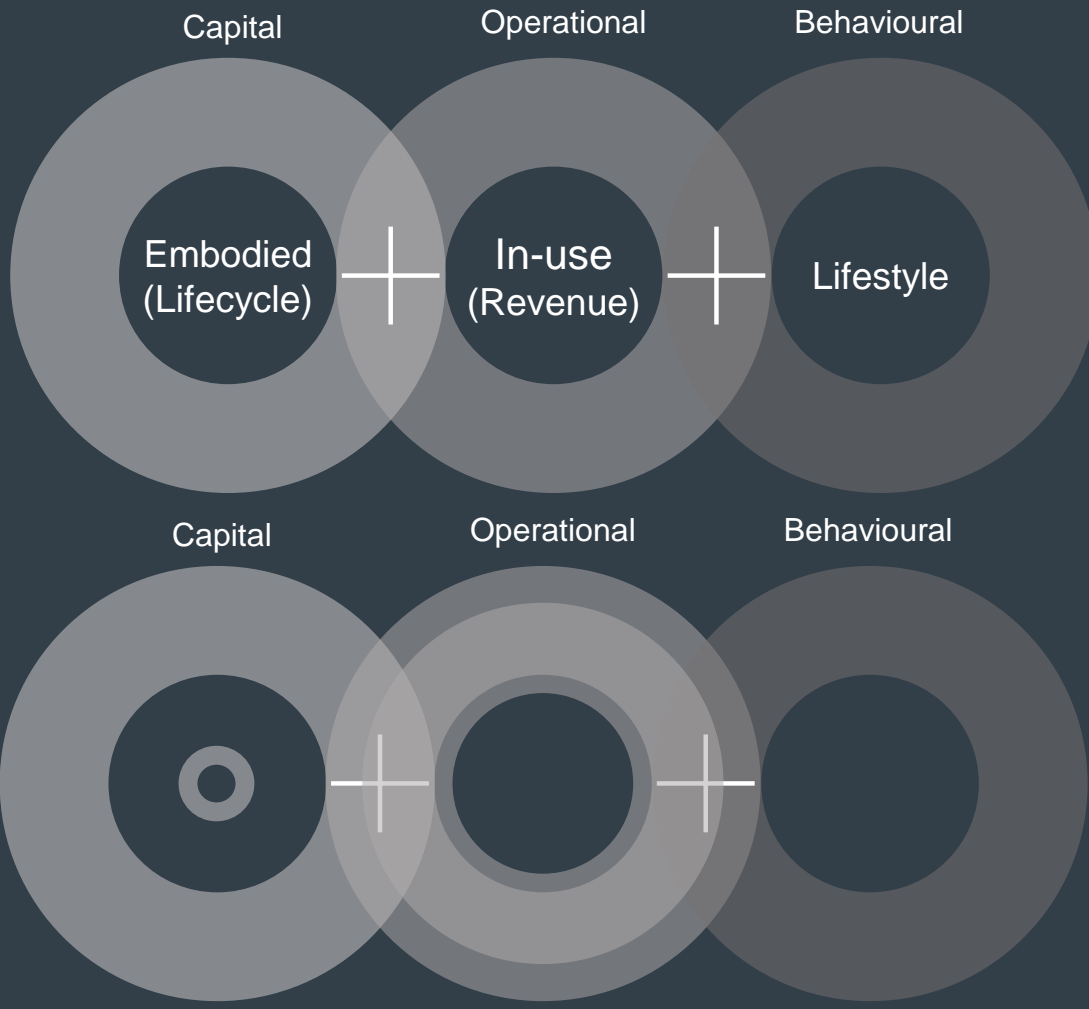 Capital
Operational
Behavioural
Embodied
(Lifecycle)
In-use
(Revenue)
Lifestyle
Capital
Operational
Behavioural